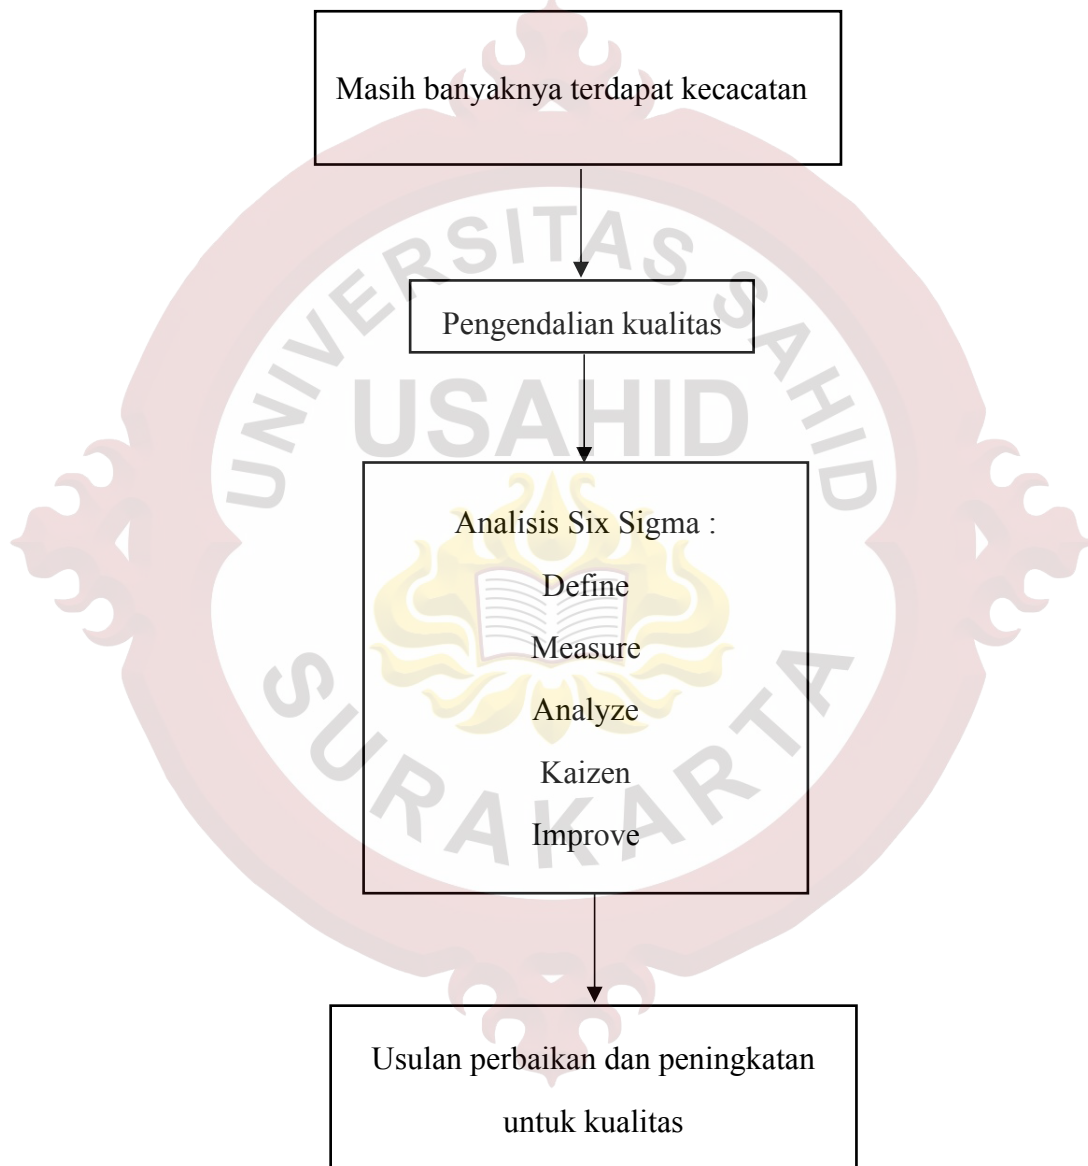 Masih banyaknya terdapat kecacatan
Pengendalian kualitas
Analisis Six Sigma :
Define
Measure
Analyze
Kaizen
Improve
Usulan perbaikan dan peningkatan
untuk kualitas
UNIVERSITAS SAHID
USAHID
SURAKARTA